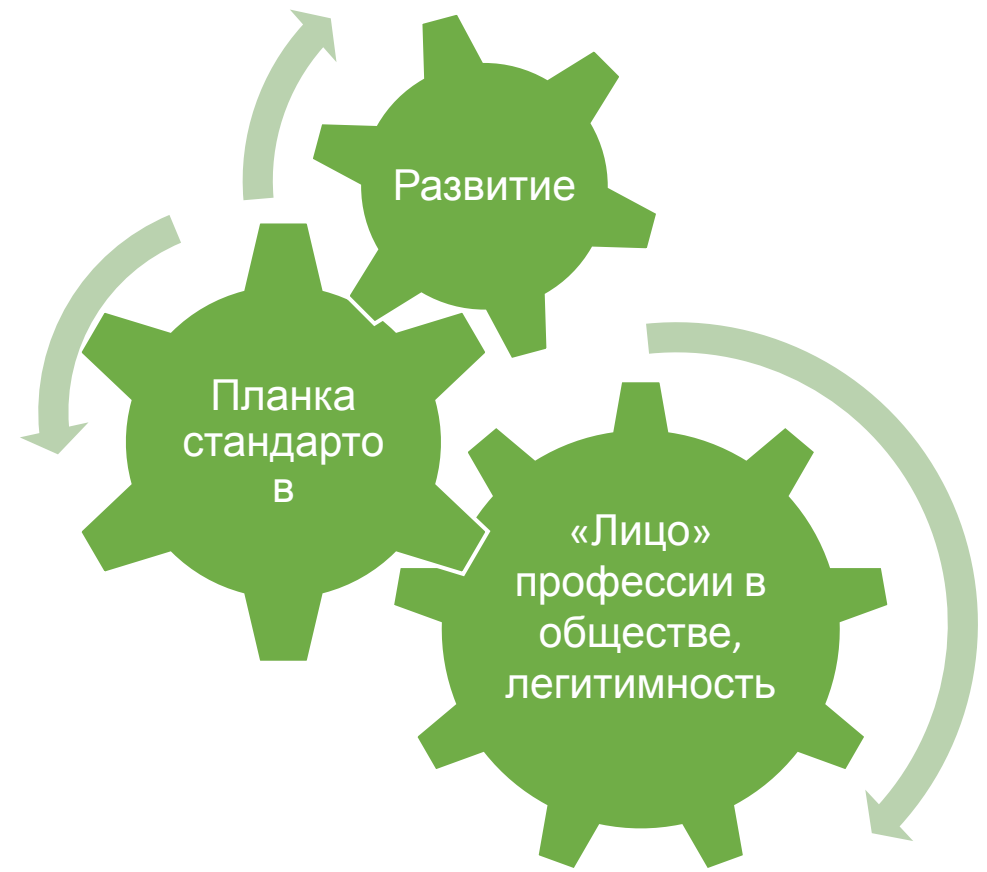 Развитие
Планка
стандарто
в
«Лицо»
профессии в
обществе,
легитимность